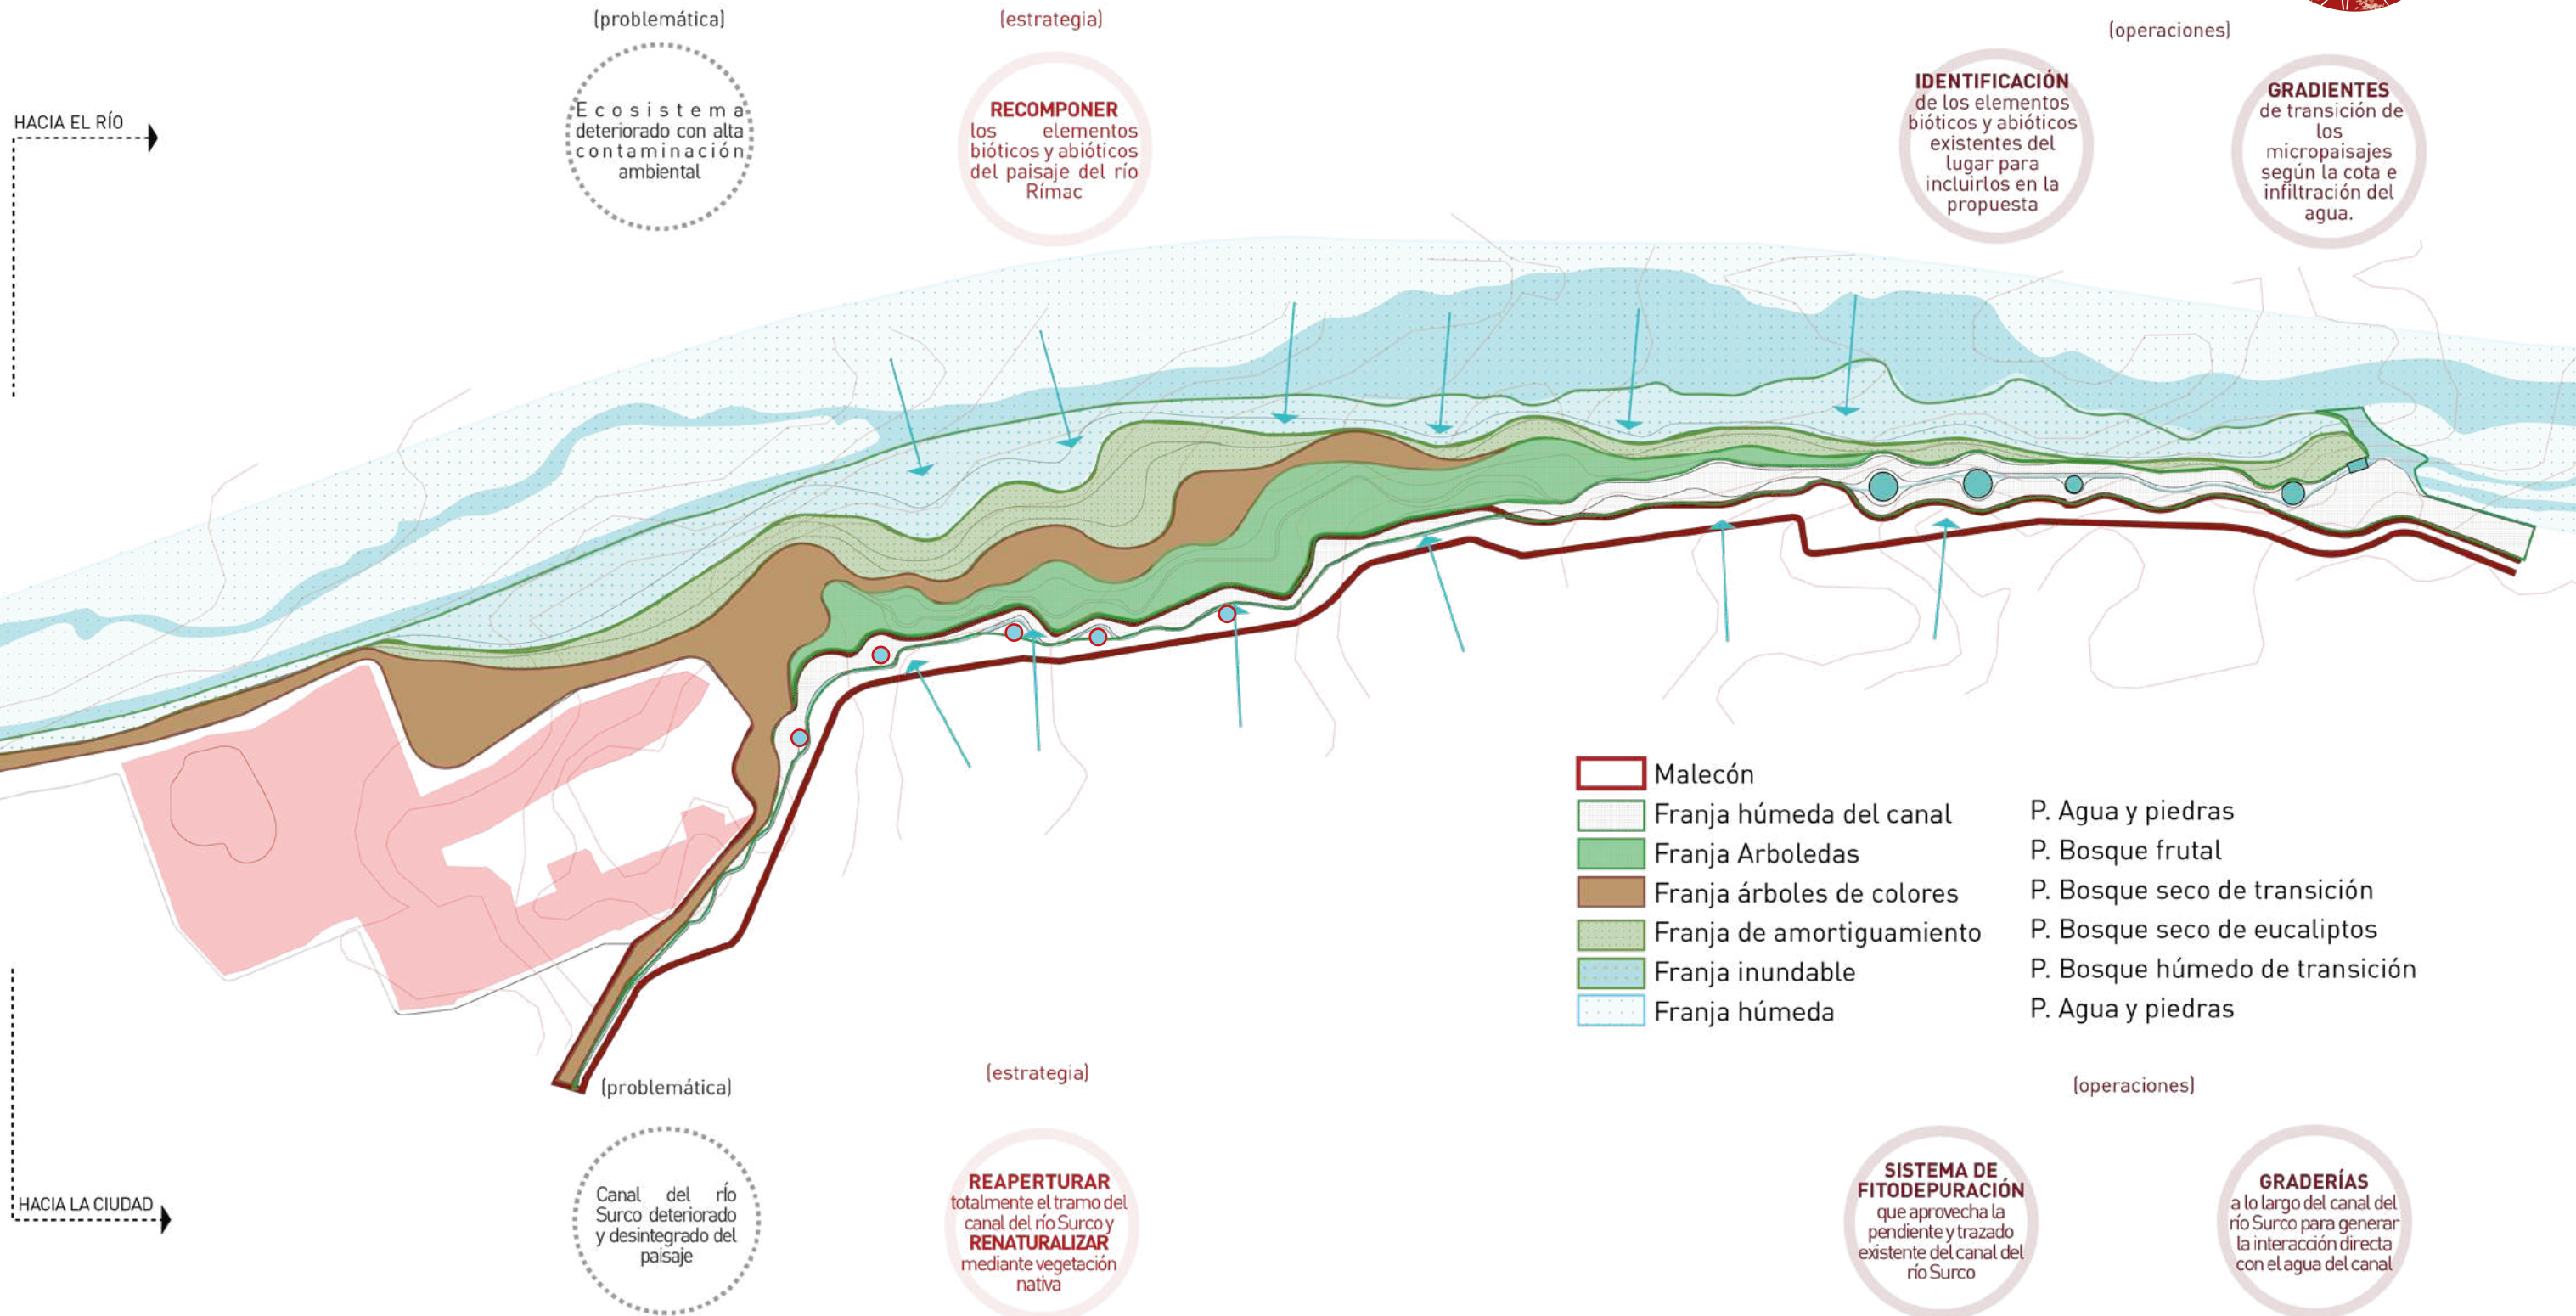 (problemática)
(estrategia)
(operaciones)
HACIA EL RÍO
Ecosistema
deteriorado con alta
contaminación
ambiental
RECOMPONER
los elementos
bióticos y abióticos
del paisaje del río
Rímac
IDENTIFICACIÓN
de los elementos
bióticos y abióticos
existentes del
lugar para
incluirlos en la
propuesta
GRADIENTES
de transición de
los
micropaisajes
según la cota e
infiltración del
agua.
Malecón
Franja húmeda del canal P. Agua y piedras
Franja Arboledas P. Bosque frutal
Franja árboles de colores P. Bosque seco de transición
Franja de amortiguamiento P. Bosque seco de eucaliptos
Franja inundable P. Bosque húmedo de transición
Franja húmeda P. Agua y piedras
(problemática)
(estrategia)
(operaciones)
HACIA LA CIUDAD
Canal del río
Surco deteriorado
y desintegrado del
paisaje
REAPERTURAR
totalmente el tramo del
canal del río Surco y
RENATURALIZAR
mediante vegetación
nativa
SISTEMA DE
FITODEPURACIÓN
que aprovecha la
pendiente y trazado
existente del canal del
río Surco
GRADERÍAS
a lo largo del canal del
río Surco para generar
la interacción directa
con el agua del canal